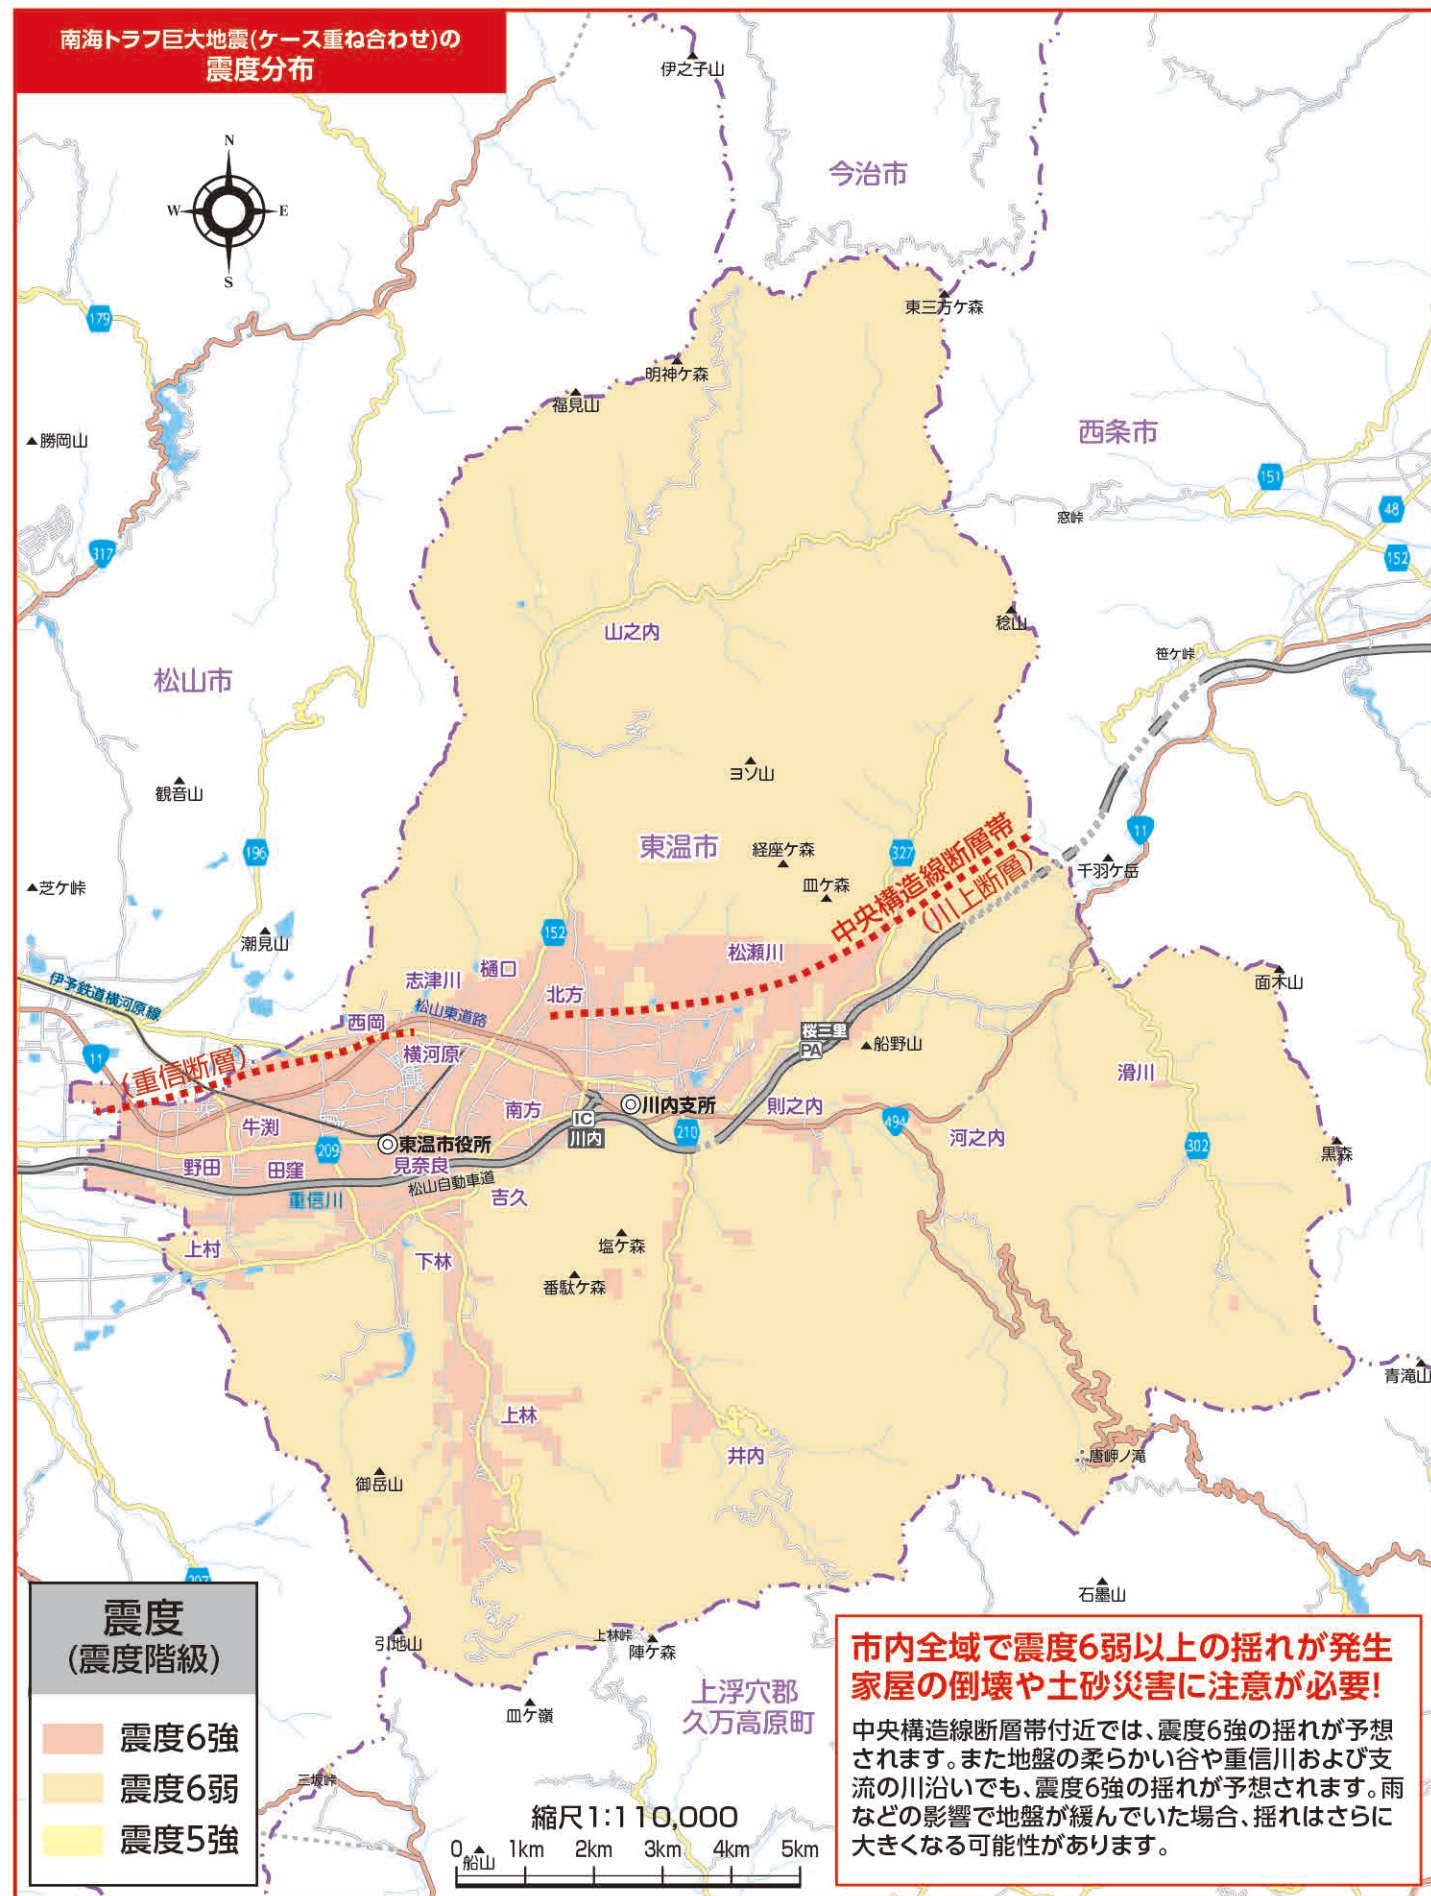 南海トラフ巨大地震(ケース重ね合わせ)の
震度分布
伊之子山
N
W
E
S
今治市
東三方ケ森
179
明神ケ森
福見山
勝岡山
西条市
151
48
窓峠
152
317
稔山
山之内
笹ケ峠
松山市
ヨソ山
観音山
11
東温市
経座ケ森
327
196
中央構造線断層帯
(川上断層)
千羽ケ岳
皿ケ森
芝ケ峠
152
潮見山
松瀬川
樋口
志津川
北方
面木山
伊予鉄道横河原線
松山東道路
西岡
桜三里
PA
船野山
横河原
11
(重信断層)
滑川
南方
川内支所
則之内
IC
川内
牛渕
210
494
河之内
東温市役所
209
302
黒森
野田
田窪
見奈良
松山自動車道
重信川
吉久
上村
塩ケ森
下林
番駄ケ森
青滝山
上林
井内
唐岬ノ滝
御岳山
207
石墨山
引地山
上林峠
陣ケ森
上浮穴郡
久万高原町
皿ケ嶺
三坂峠
船山
震度
(震度階級)
震度6強
震度6弱
震度5強
縮尺1:110,000
0 1km 2km 3km 4km 5km
市内全域で震度6弱以上の揺れが発生
家屋の倒壊や土砂災害に注意が必要!
中央構造線断層帯付近では、震度6強の揺れが予想
されます。また地盤の柔らかい谷や重信川および支
流の川沿いでも、震度6強の揺れが予想されます。雨
などの影響で地盤が緩んでいた場合、揺れはさらに
大きくなる可能性があります。